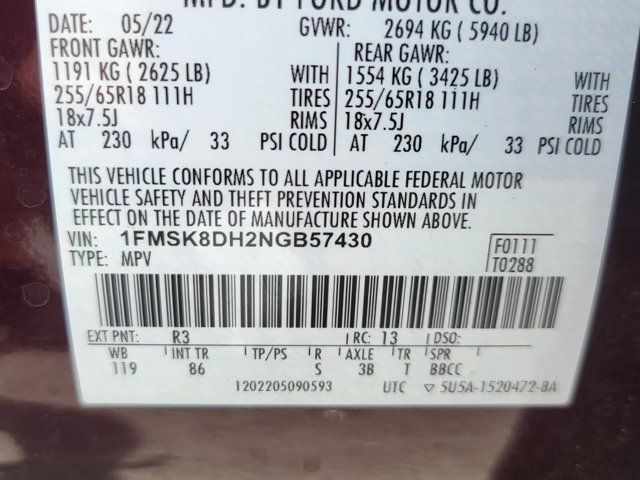 MFD. BY FORD MOTOR CO.
DATE: 05/22 GVWR: 2694 KG ( 5940 LB)
FRONT GAWR: REAR GAWR:
1191 KG ( 2625 LB) WITH 1554 KG ( 3425 LB) WITH
255/65R18 111H TIRES 255/65R18 111H TIRES
18x7.5J RIMS 18x7.5J RIMS
AT 230 kPa/ 33 PSI COLD AT 230 kPa/ 33 PSI COLD
THIS VEHICLE CONFORMS TO ALL APPLICABLE FEDERAL MOTOR
VEHICLE SAFETY AND THEFT PREVENTION STANDARDS IN
EFFECT ON THE DATE OF MANUFACTURE SHOWN ABOVE.
VIN: 1FMSK8DH2NGB57430 F0111
TYPE: MPV T0288
EXT PNT: R3 RC: 13 DSO:
WB INT TR TP/PS R AXLE TR SPR
119 86 S 3B T BBCC
1202205090593 UTC 5U5A-1520472-BA